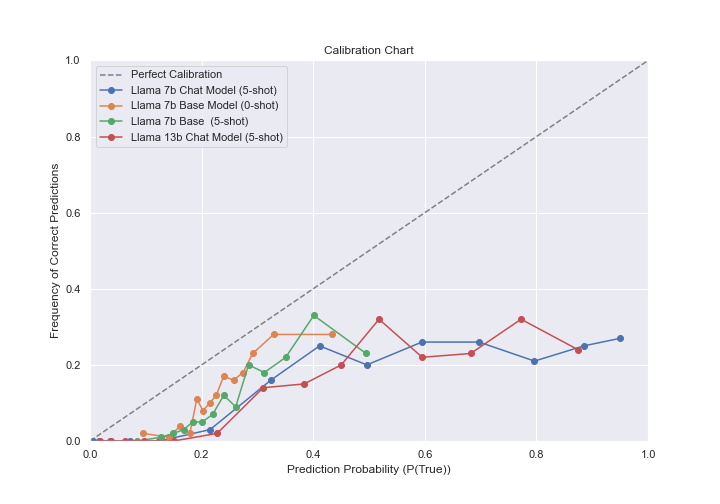 Calibration Chart
1.0
Perfect Calibration
Llama 7b Chat Model (5-shot)
Llama 7b Base Model (0-shot)
Llama 7b Base  (5-shot)
Llama 13b Chat Model (5-shot)
0.8
0.6
0.4
0.2
0.0
Frequency of Correct Predictions
0.0 0.2 0.4 0.6 0.8 1.0
Prediction Probability (P(True))